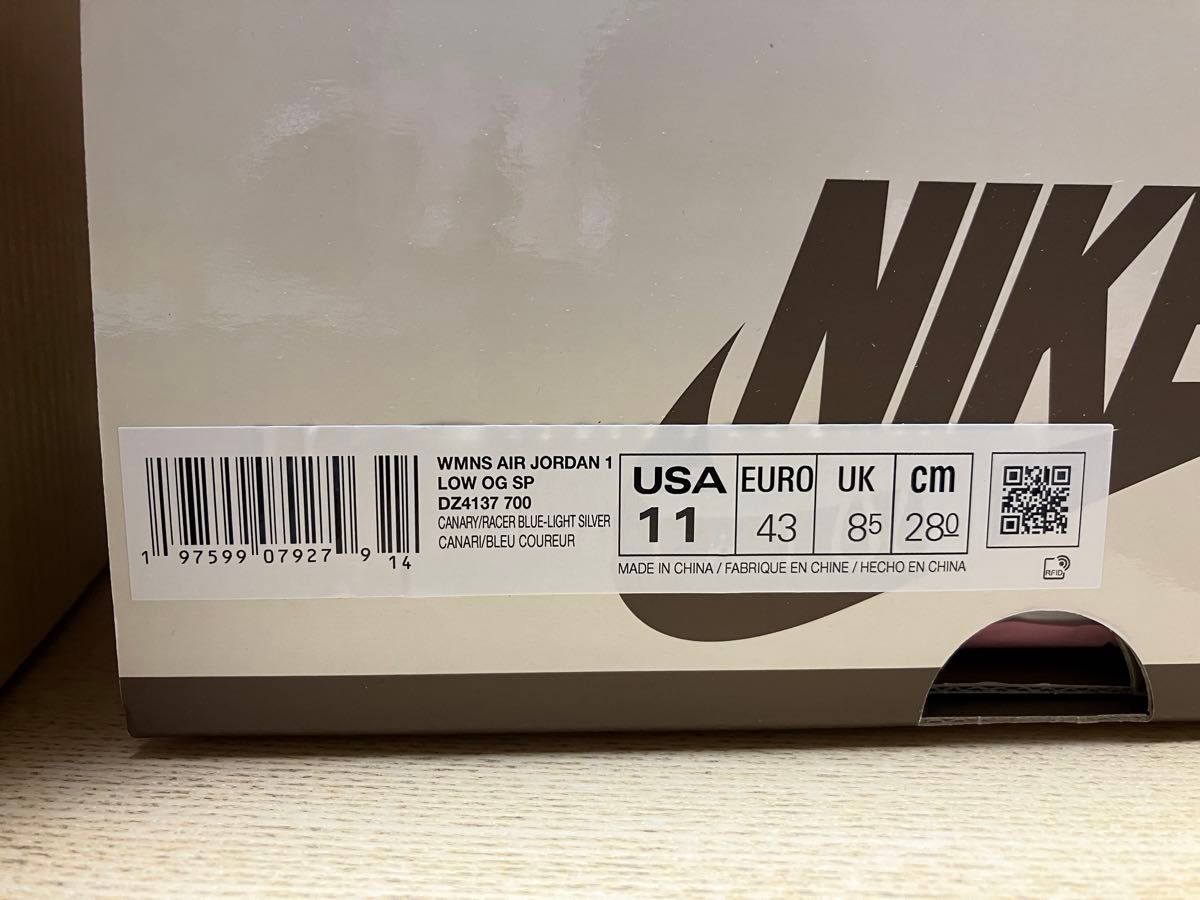 NIKE
WMNS AIR JORDAN 1
LOW OG SP
DZ4137 700
CANARY/RACER BLUE-LIGHT SILVER
CANARI/BLEU COUREUR
USA EURO UK cm
11 43 85 280
MADE IN CHINA / FABRIQUE EN CHINE / HECHO EN CHINA
1 97599 07927 9 14
RFID